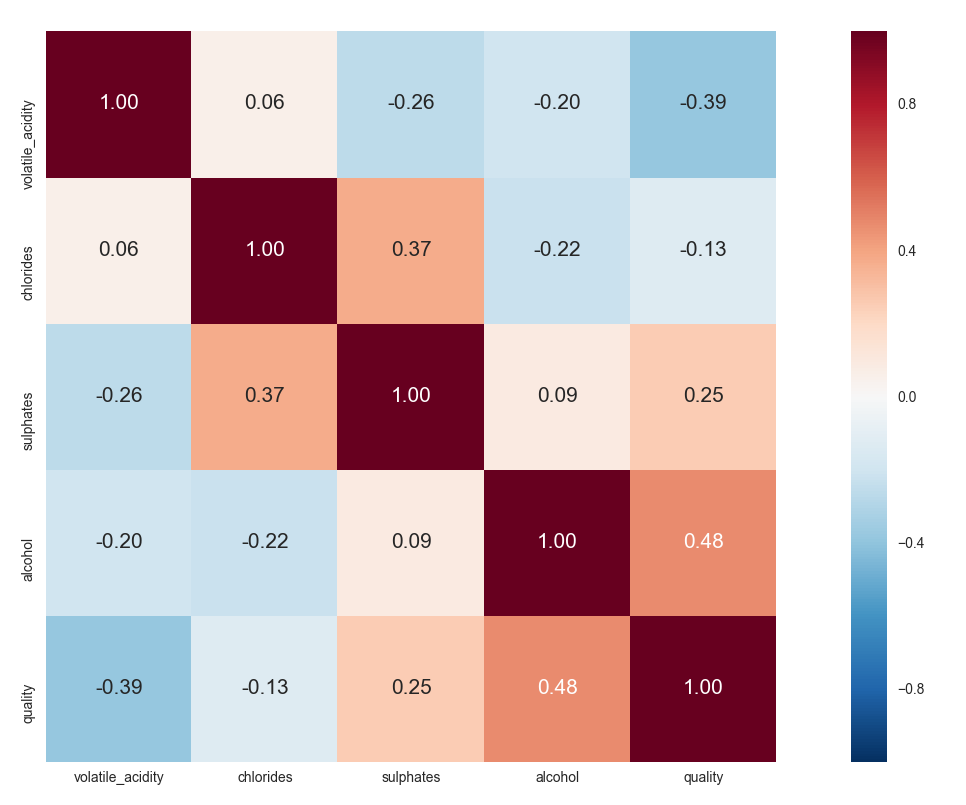 volatile_acidity 1.00 0.06 -0.26 -0.20 -0.39
chlorides 0.06 1.00 0.37 -0.22 -0.13
sulphates -0.26 0.37 1.00 0.09 0.25
alcohol -0.20 -0.22 0.09 1.00 0.48
quality -0.39 -0.13 0.25 0.48 1.00
volatile_acidity chlorides sulphates alcohol quality
0.8
0.4
0.0
−0.4
−0.8